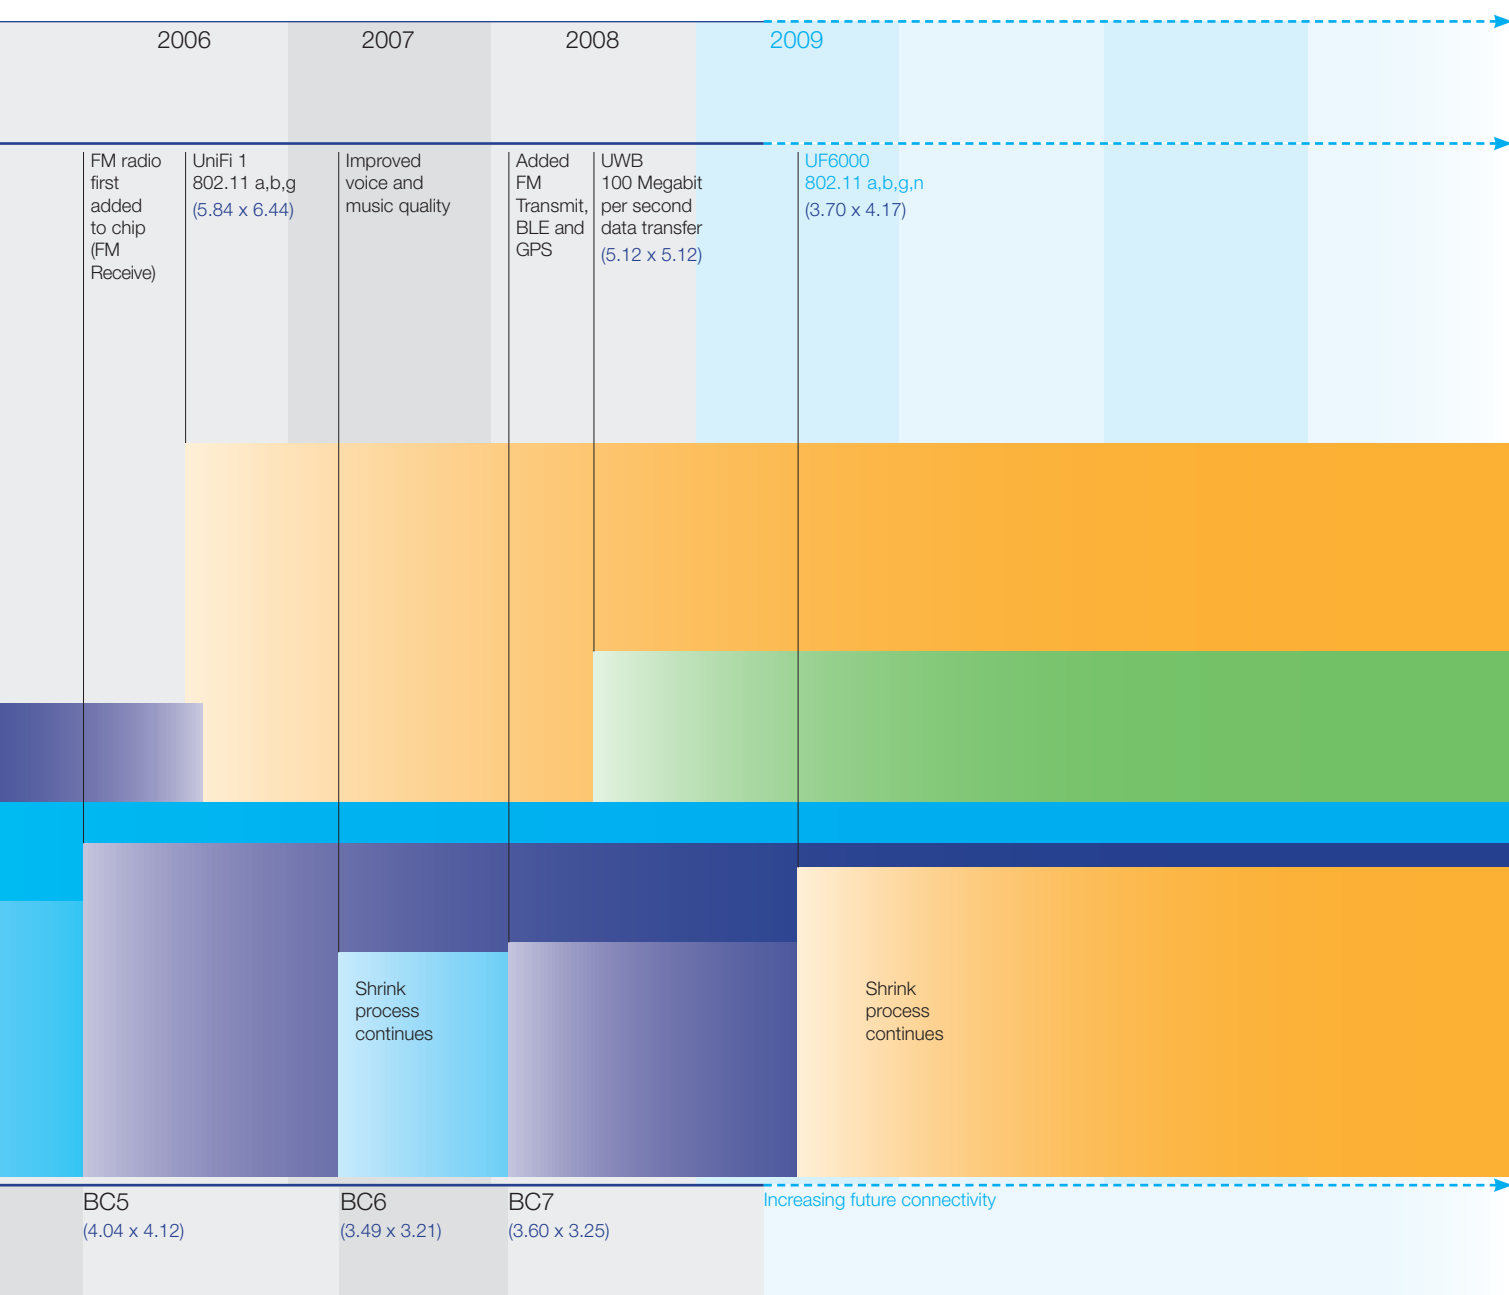 2006
2007
2008
2009
FM radio
first
added
to chip
(FM
Receive)
UniFi 1
802.11 a,b,g
(5.84 x 6.44)
Improved
voice and
music quality
Added
FM
Transmit,
BLE and
GPS
UWB
100 Megabit
per second
data transfer
(5.12 x 5.12)
UF6000
802.11 a,b,g,n
(3.70 x 4.17)
Shrink
process
continues
Shrink
process
continues
BC5
(4.04 x 4.12)
BC6
(3.49 x 3.21)
BC7
(3.60 x 3.25)
Increasing future connectivity